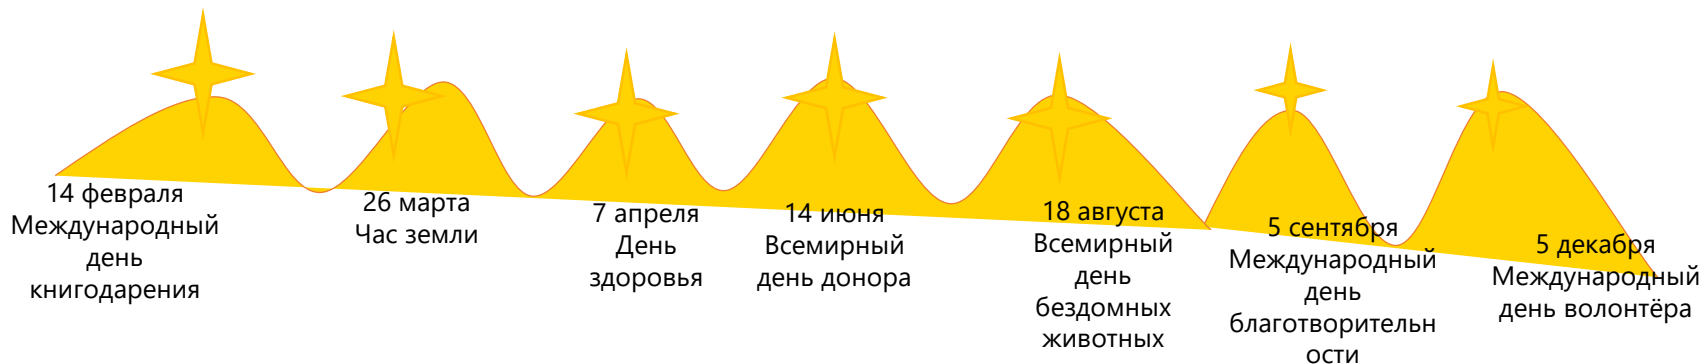 14 февраля
Международный
день
книгодарения
26 марта
Час земли
7 апреля
День
здоровья
14 июня
Всемирный
день донора
18 августа
Всемирный
день
бездомных
животных
5 сентября
Международный
день
благотворительн
ости
5 декабря
Международный
день волонтёра